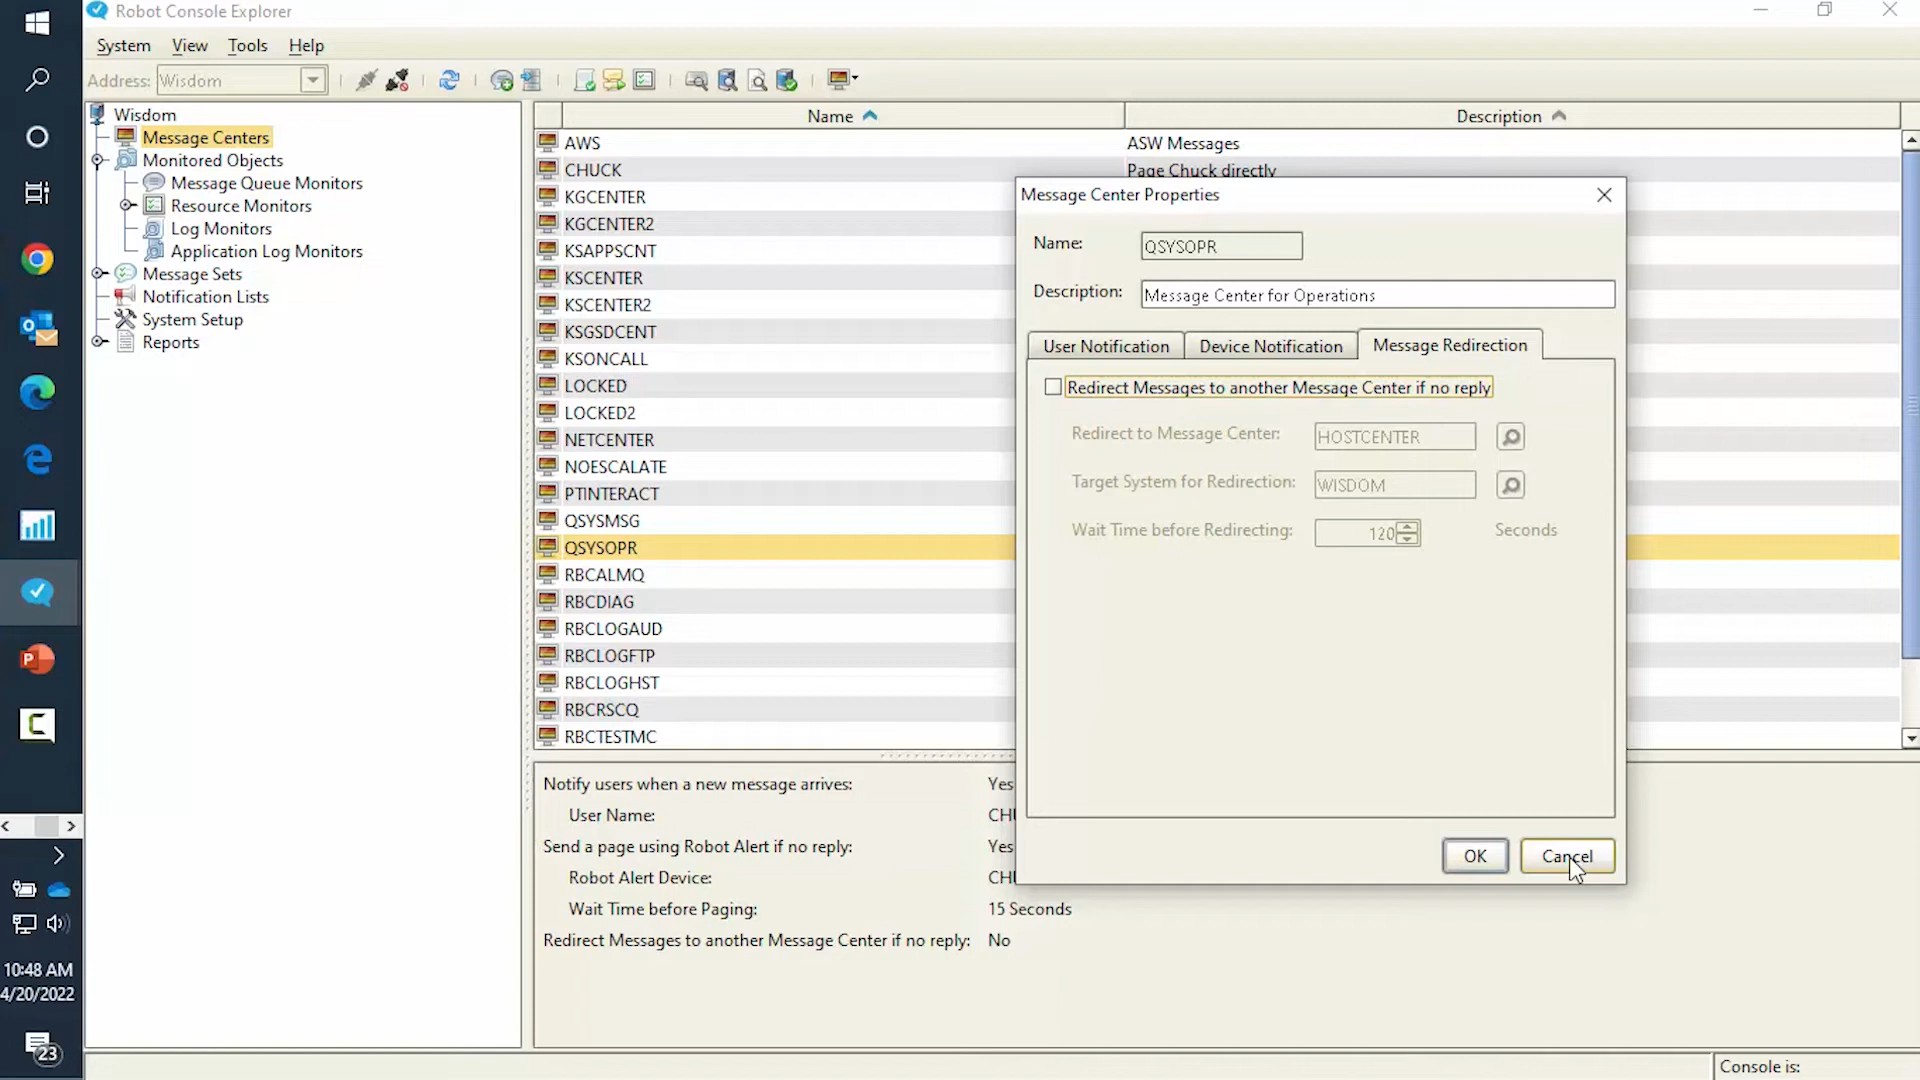 Robot Console Explorer
System View Tools Help
Address: Wisdom
Wisdom
Message Centers
Monitored Objects
Message Queue Monitors
Resource Monitors
Log Monitors
Application Log Monitors
Message Sets
Notification Lists
System Setup
Reports
Name Description
AWS ASW Messages
CHUCK Page Chuck directly
KGCENTER
KGCENTER2
KSAPPSCNT
KSCENTER
KSCENTER2
KSGSDCENT
KSONCALL
LOCKED
LOCKED2
NETCENTER
NOESCALATE
PTINTERACT
QSYSMSG
QSYSOPR
RBCALMQ
RBCDIAG
RBCLOGAUD
RBCLOGFTP
RBCLOGHST
RBCRSCQ
RBCTESTMC
Message Center Properties
Name: QSYSOPR
Description: Message Center for Operations
User Notification Device Notification Message Redirection
Redirect Messages to another Message Center if no reply
Redirect to Message Center: HOSTCENTER
Target System for Redirection: WISDOM
Wait Time before Redirecting: 120 Seconds
OK Cancel
Notify users when a new message arrives: Yes
User Name:
Send a page using Robot Alert if no reply: Yes
Robot Alert Device:
Wait Time before Paging: 15 Seconds
Redirect Messages to another Message Center if no reply: No
10:48 AM
4/20/2022
23
Console is: